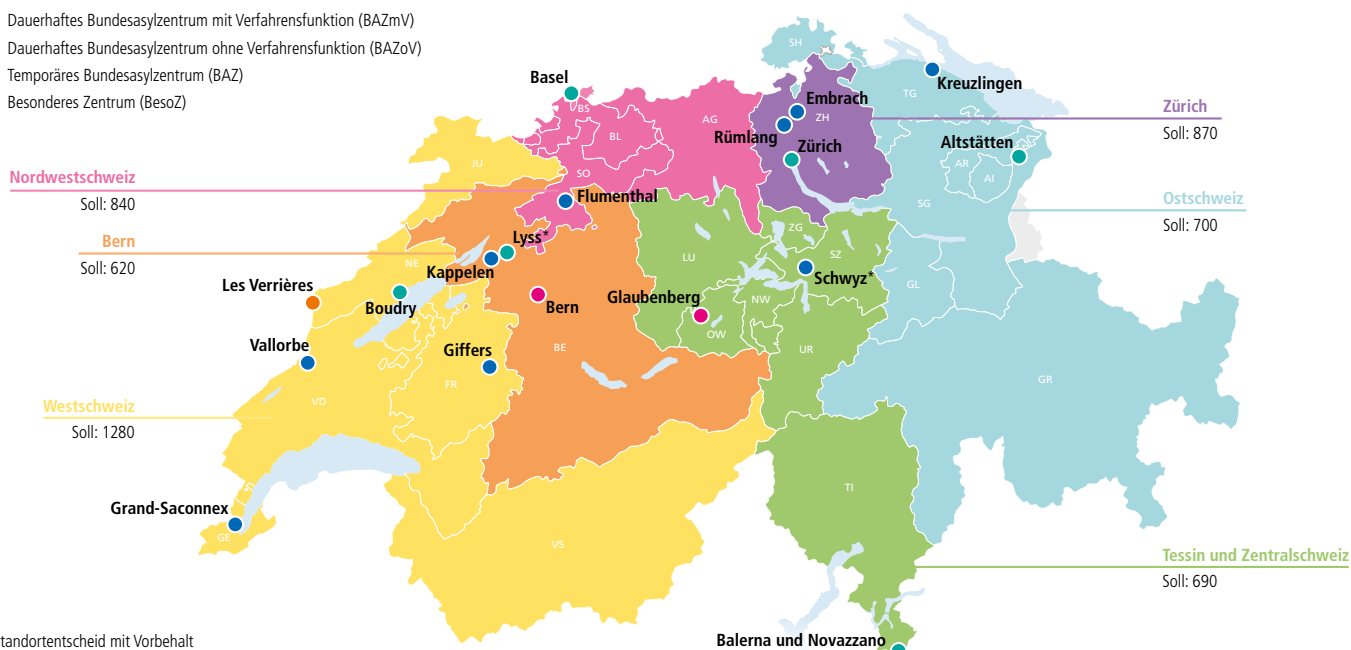 Dauerhaftes Bundesasylzentrum mit Verfahrensfunktion (BAZmV)
Dauerhaftes Bundesasylzentrum ohne Verfahrensfunktion (BAZoV)
Temporäres Bundesasylzentrum (BAZ)
Besonderes Zentrum (BesoZ)
SH
Basel
Kreuzlingen
BS
TG
Embrach
Zürich
ZH
AG
Soll: 870
BL
Rümlang
Zürich
Altstätten
JU
AR
AI
SO
Nordwestschweiz
Soll: 840
Flumenthal
Ostschweiz
Soll: 700
SG
ZG
Bern
Soll: 620
Lyss*
NE
LU
SZ
Kappelen
Schwyz*
Les Verrières
Boudry
Bern
Glaubenberg
NW
GL
OW
Vallorbe
Giffers
BE
UR
FR
GR
VD
Westschweiz
Soll: 1280
TI
Grand-Saconnex
GE
VS
Tessin und Zentralschweiz
Soll: 690
tandortentscheid mit Vorbehalt
Balerna und Novazzano